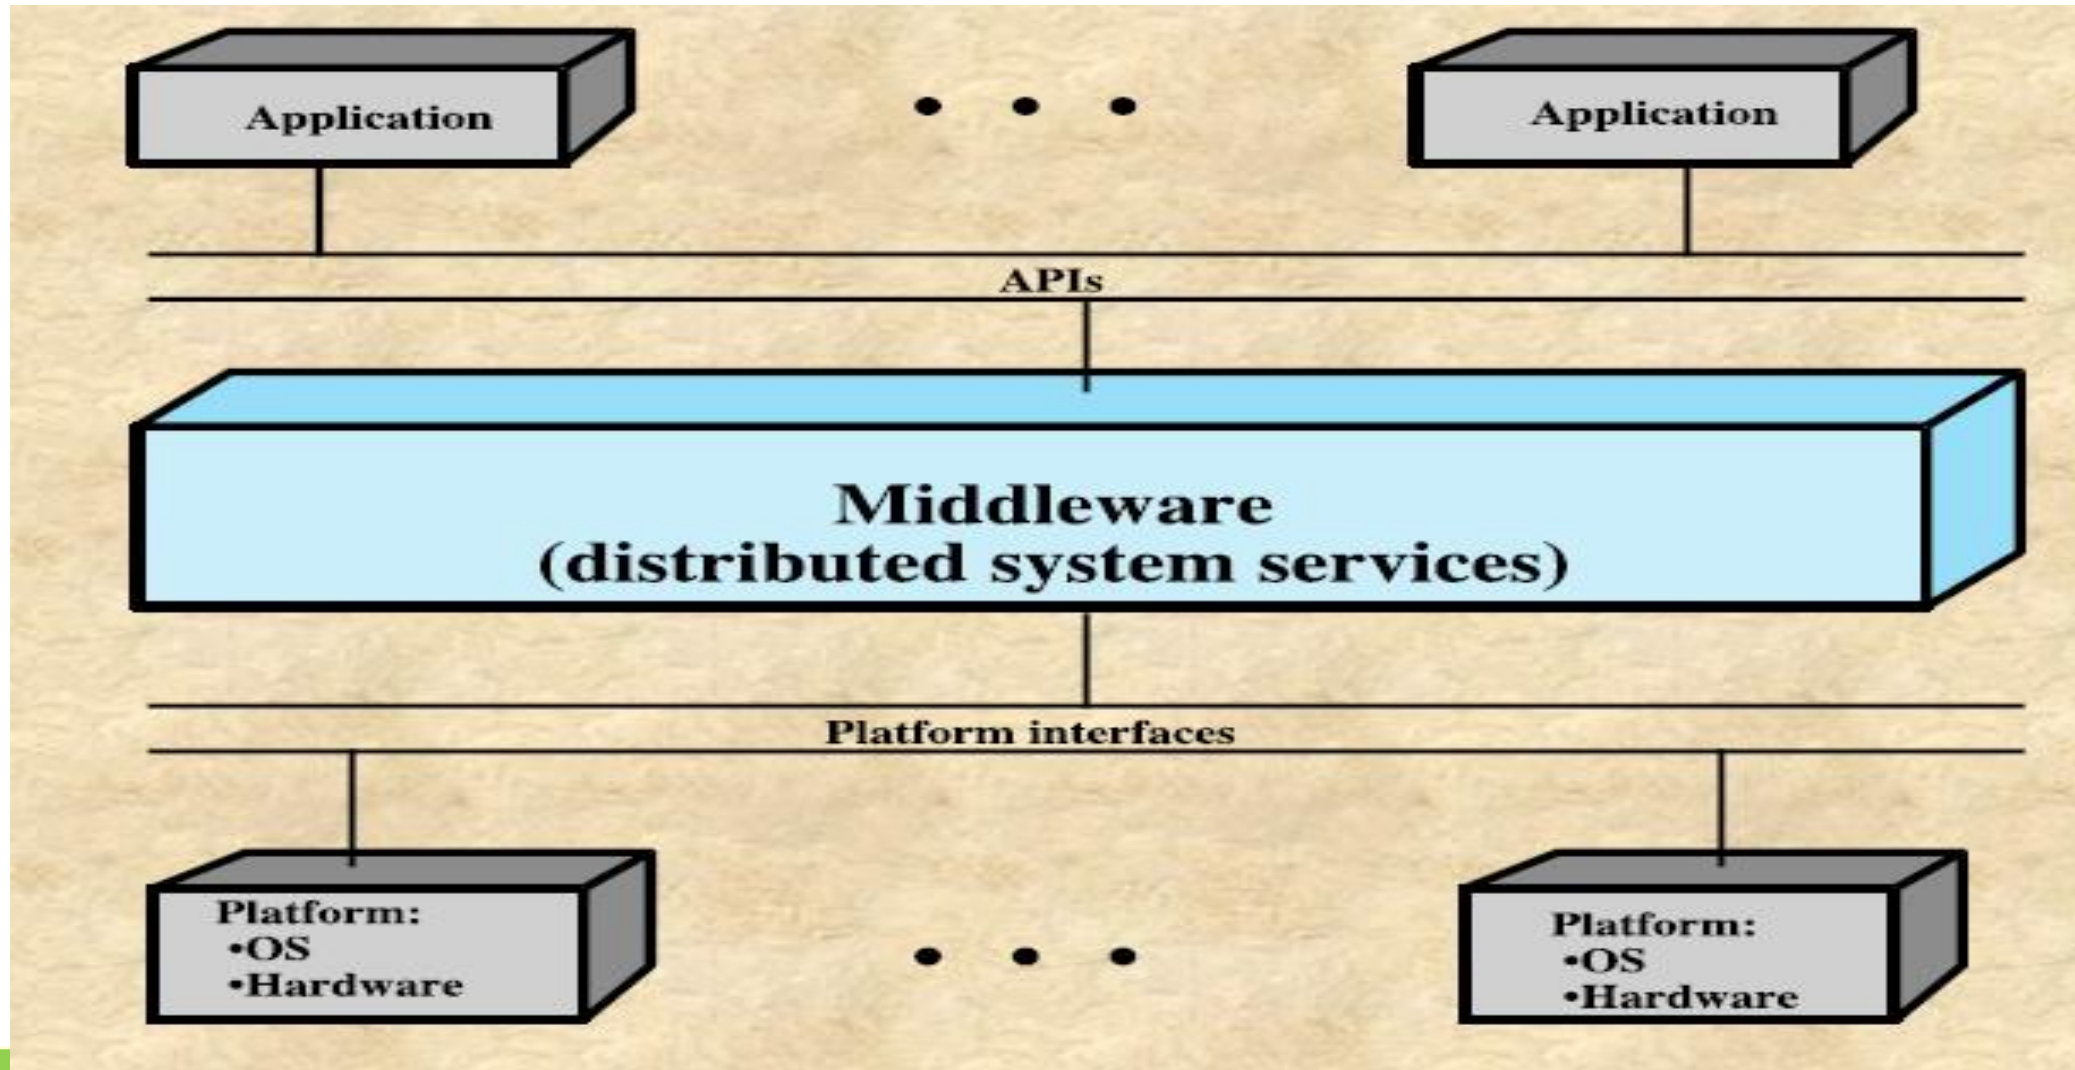 Application
Application
APIs
Middleware
(distributed system services)
Platform interfaces
Platform:
•OS
•Hardware
Platform:
•OS
•Hardware